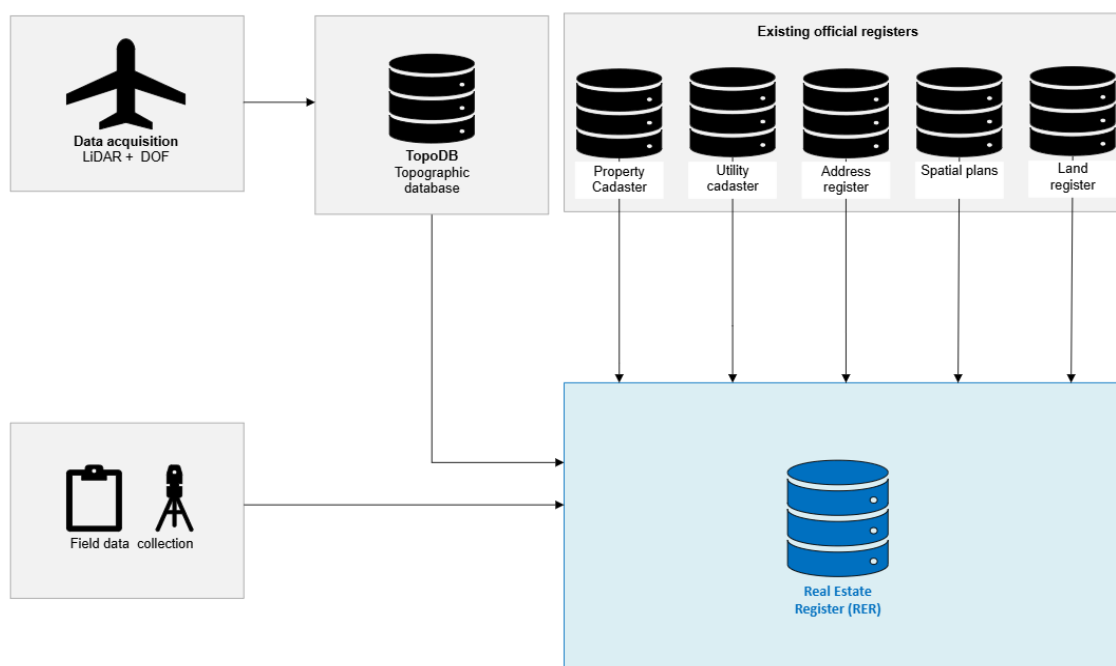 Existing official registers
Data acquisition
LiDAR + DOF
TopoDB
Topographic
database
Property
Cadaster
Utility
cadaster
Address
register
Spatial plans
Land
register
Field data collection
Real Estate
Register (RER)